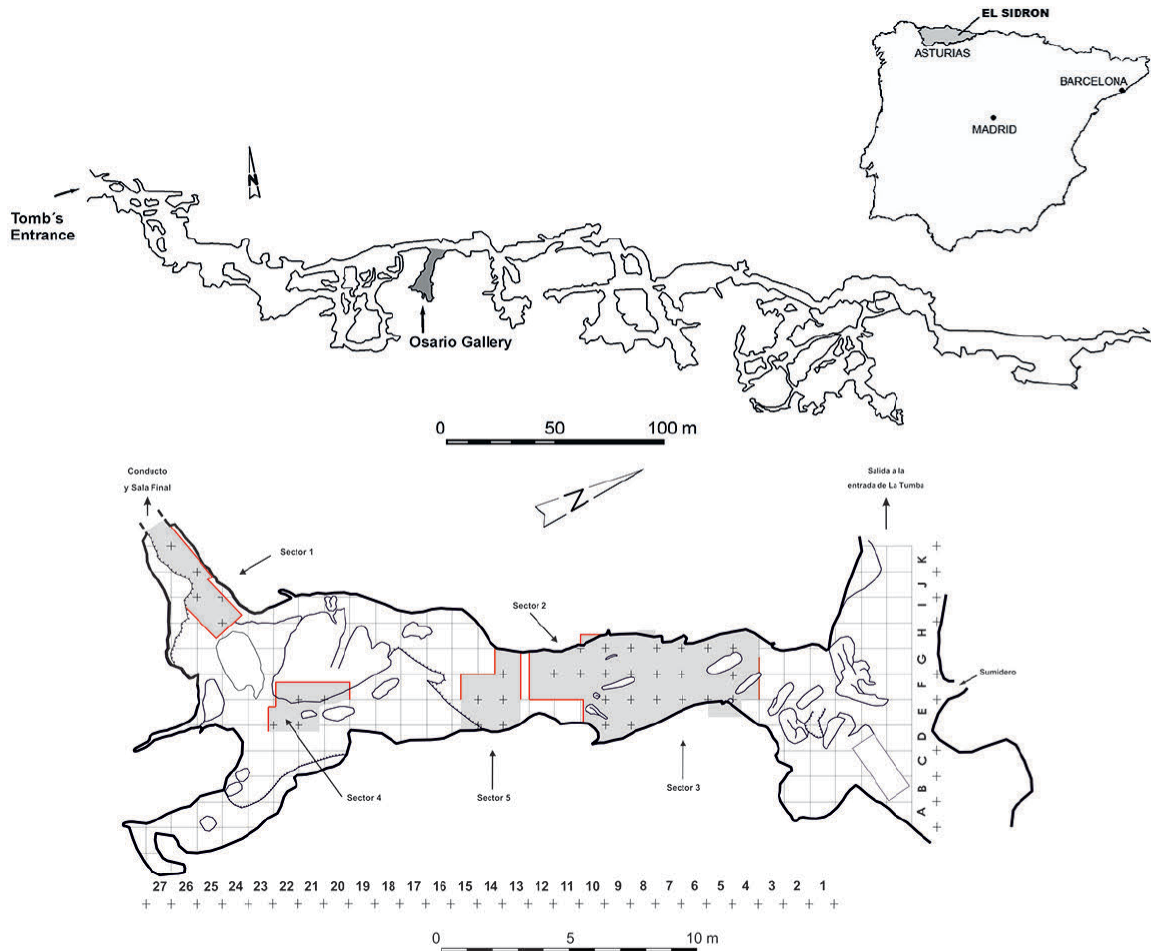 EL SIDRON
ASTURIAS
BARCELONA
MADRID
N
Tomb´s
Entrance
Osario Gallery
0 50 100 m
Conducto
y Sala Final
Salida a la
entrada de La Tumba
N
Sector 1
Sector 2
Sumidero
Sector 4
Sector 5
Sector 3
K
J
I
H
G
F
E
D
C
B
A
27 26 25 24 23 22 21 20 19 18 17 16 15 14 13 12 11 10 9 8 7 6 5 4 3 2 1
0 5 10 m